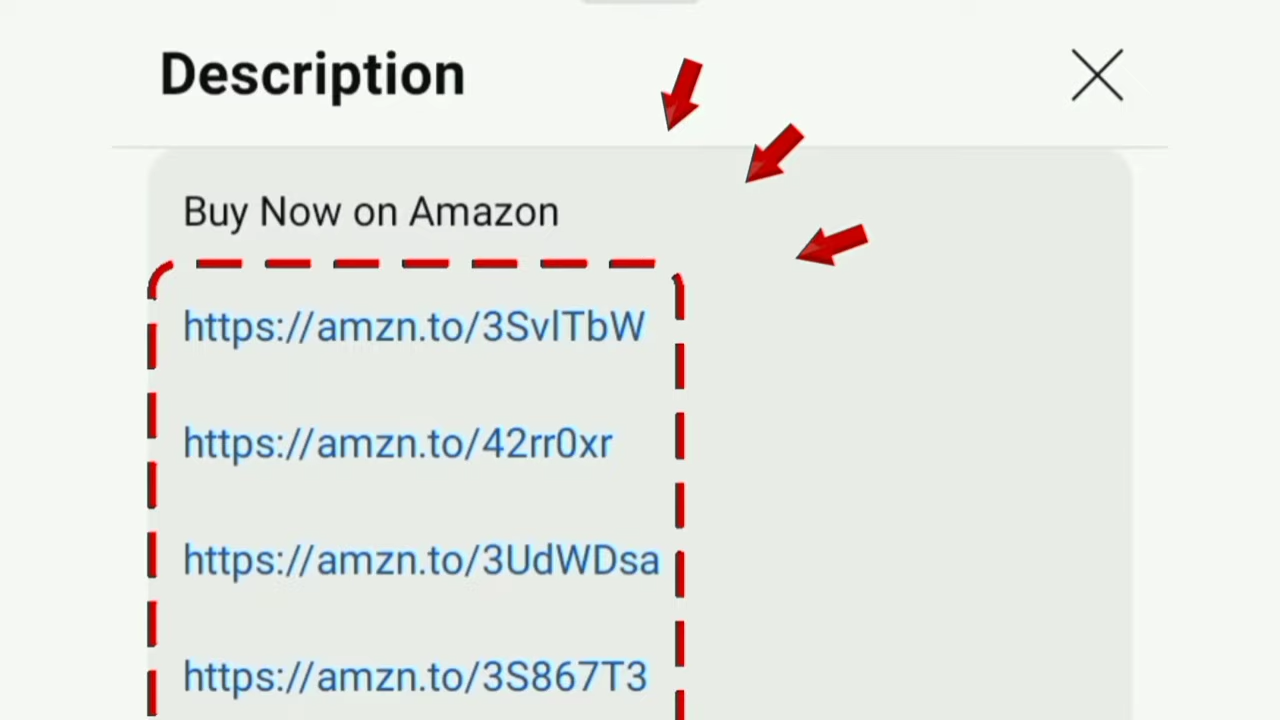 Description
Buy Now on Amazon
https://amzn.to/3SvlTbW
https://amzn.to/42rr0xr
https://amzn.to/3UdWDsa
https://amzn.to/3S867T3